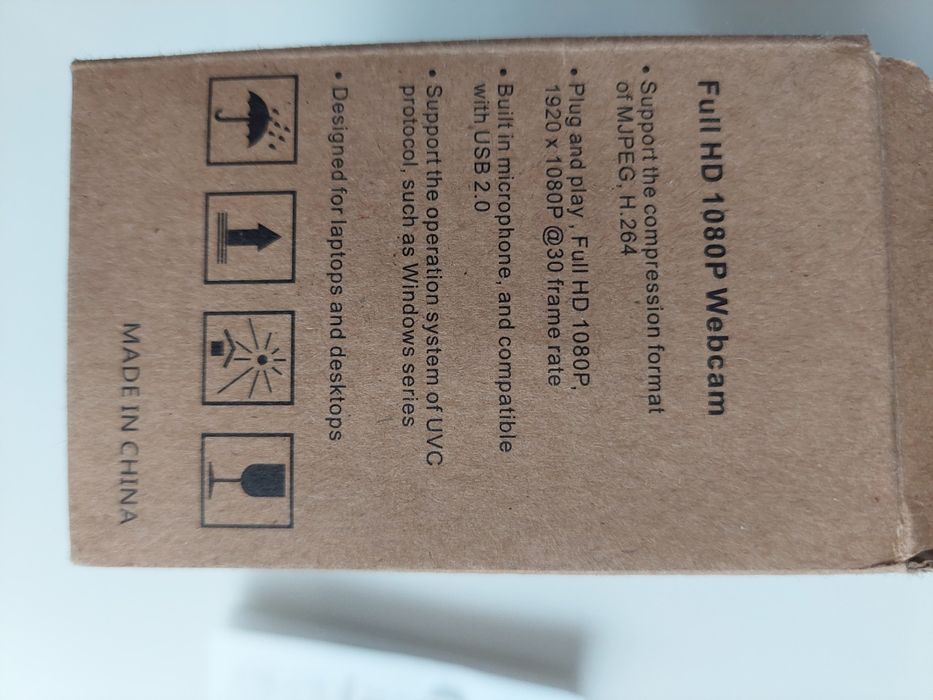 Full HD 1080P Webcam
• Support the compression format
of MJPEG, H.264
• Plug and play , Full HD 1080P,
1920 x 1080P @30 frame rate
• Built in microphone, and compatible
with USB 2.0
• Support the operation system of UVC
protocol, such as Windows series
• Designed for laptops and desktops
MADE IN CHINA